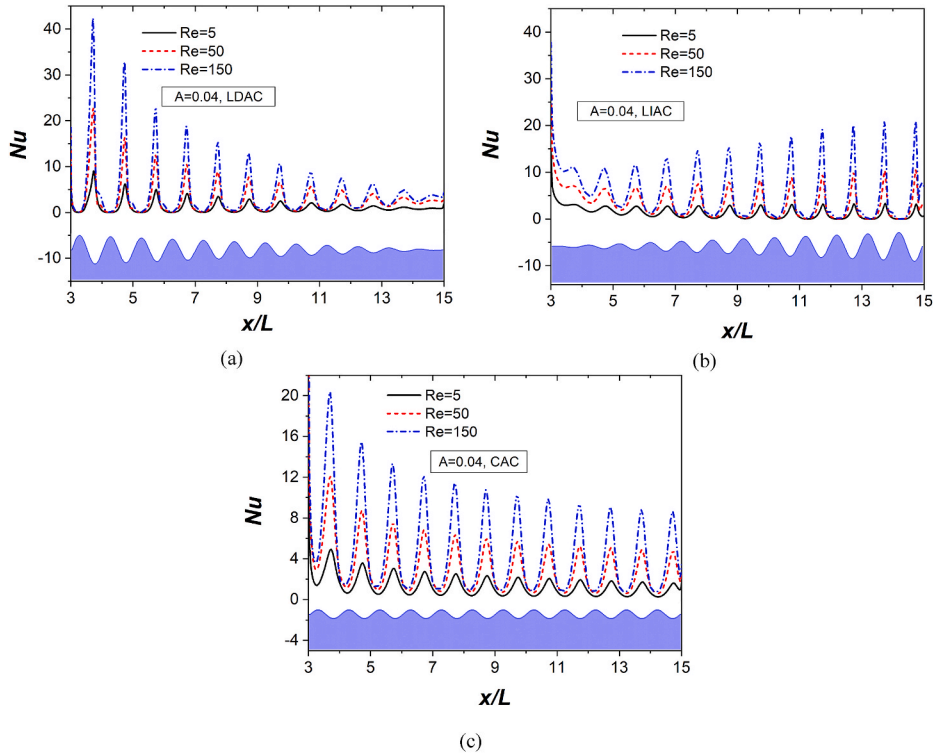 40
30
20
10
0
-10
Nu
Re=5
Re=50
Re=150
A=0.04, LDAC
3 5 7 9 11 13 15
x/L
(a)
40
30
20
10
0
-10
Nu
Re=5
Re=50
Re=150
A=0.04, LIAC
3 5 7 9 11 13 15
x/L
(b)
20
16
12
8
4
0
-4
Nu
Re=5
Re=50
Re=150
A=0.04, CAC
3 5 7 9 11 13 15
x/L
(c)